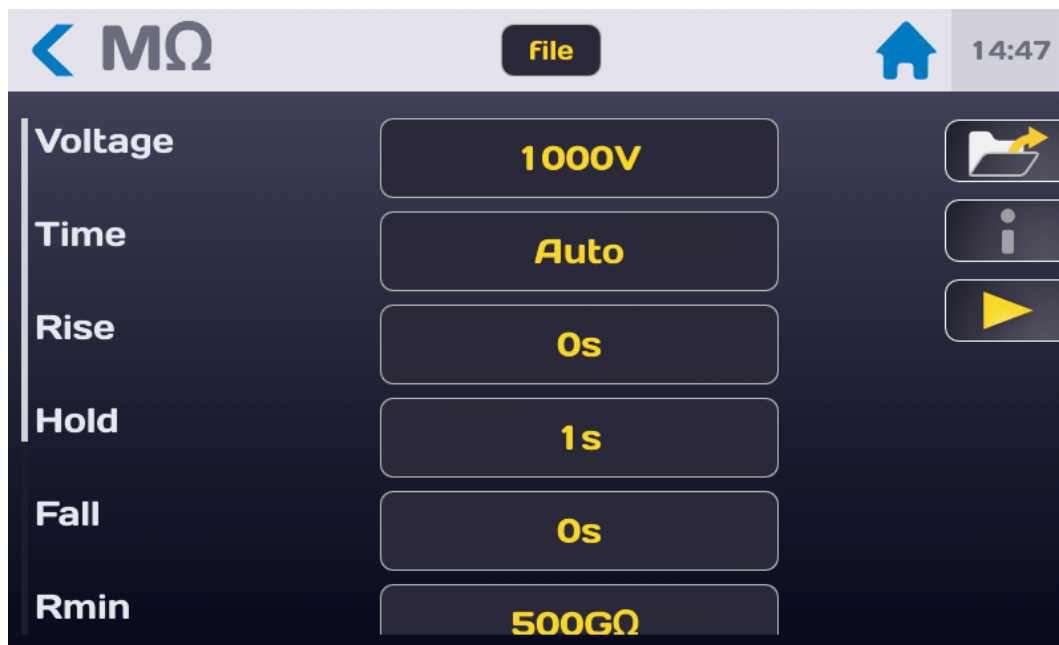 MΩ
File
14:47
Voltage
1000V
Time
Auto
Rise
0s
Hold
1s
Fall
0s
Rmin
500GΩ